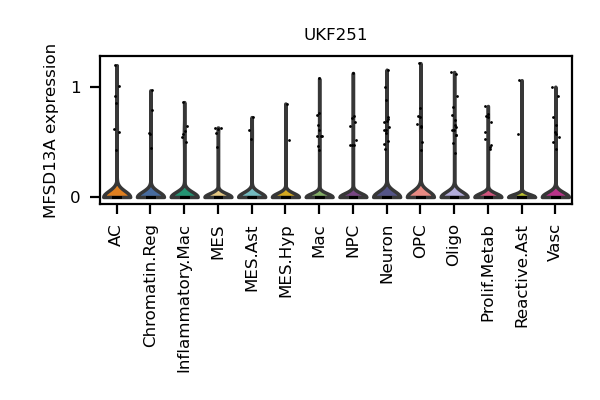 UKF251
MFSD13A expression
1
0
AC
Chromatin.Reg
Inflammatory.Mac
MES
MES.Ast
MES.Hyp
Mac
NPC
Neuron
OPC
Oligo
Prolif.Metab
Reactive.Ast
Vasc